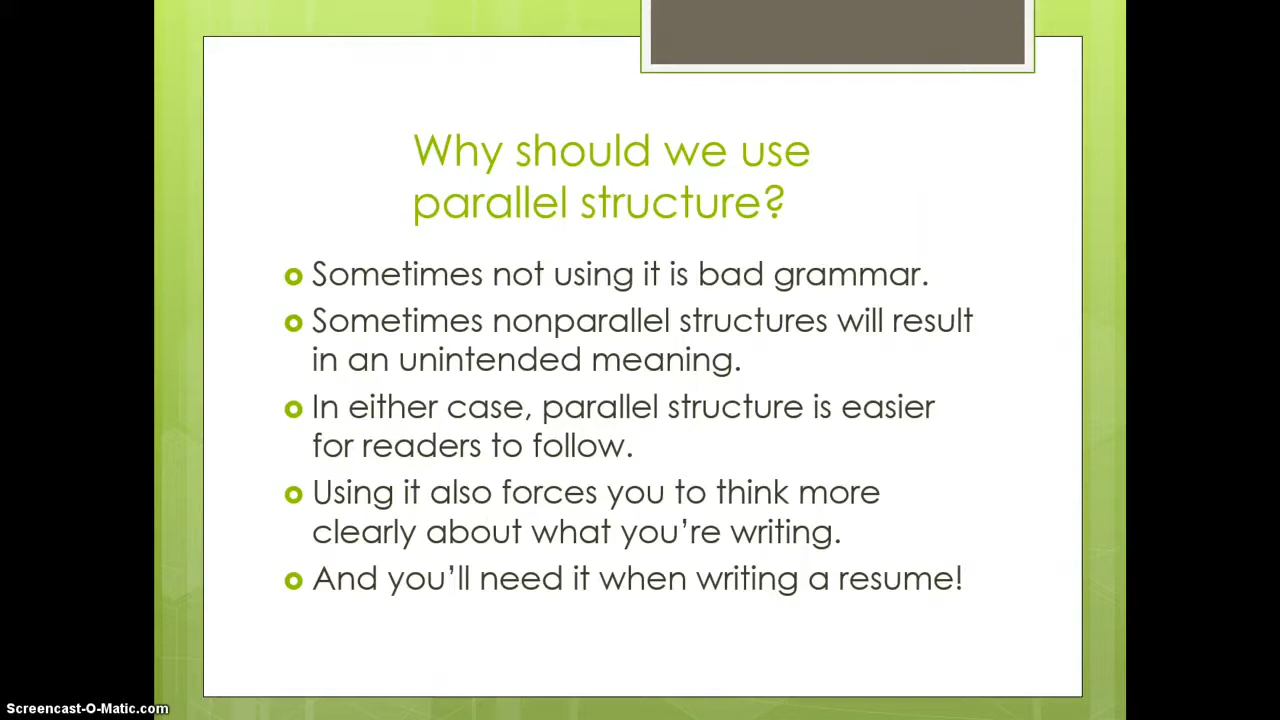 Why should we use
parallel structure?
Sometimes not using it is bad grammar.
Sometimes nonparallel structures will result
in an unintended meaning.
In either case, parallel structure is easier
for readers to follow.
Using it also forces you to think more
clearly about what you’re writing.
And you’ll need it when writing a resume!
Screencast-O-Matic.com